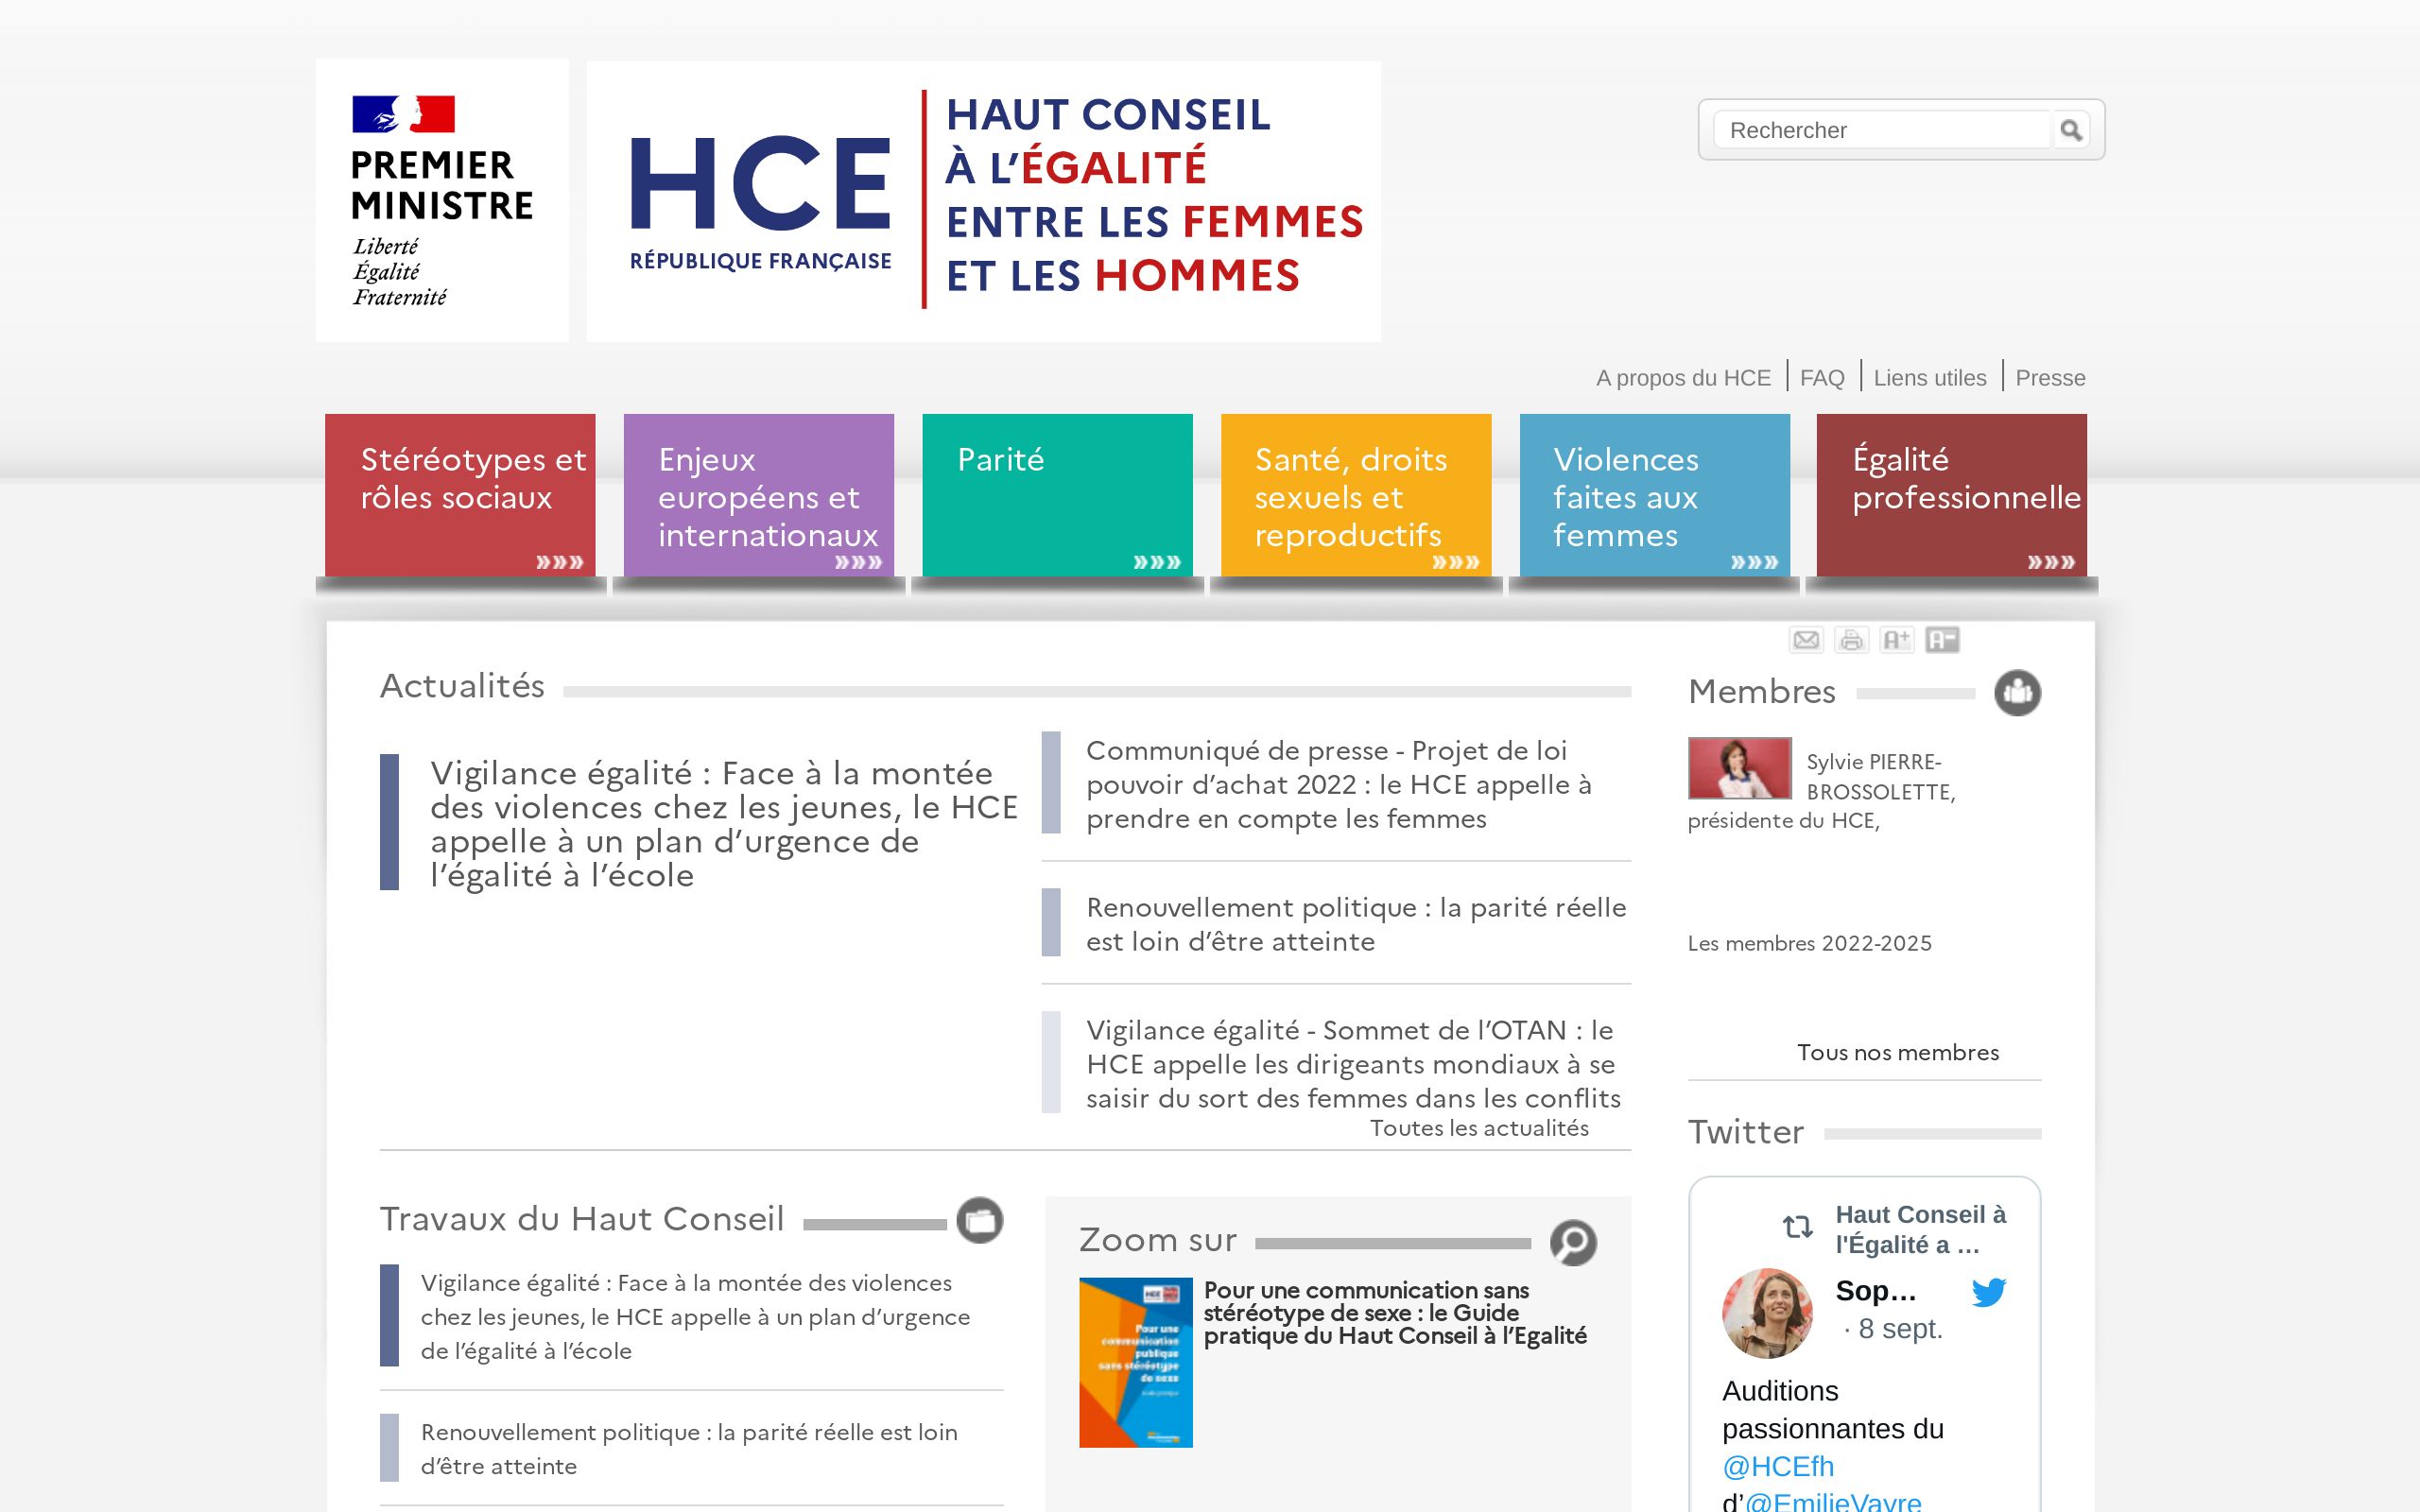 PREMIER
MINISTRE
Liberté
Égalité
Fraternité
HCE
RÉPUBLIQUE FRANÇAISE
HAUT CONSEIL
À L’ÉGALITÉ
ENTRE LES FEMMES
ET LES HOMMES
Rechercher
A propos du HCE
FAQ
Liens utiles
Presse
Stéréotypes et
rôles sociaux
»»»
Enjeux
européens et
internationaux
»»»
Parité
»»»
Santé, droits
sexuels et
reproductifs
»»»
Violences
faites aux
femmes
»»»
Égalité
professionnelle
»»»
A+
A-
Actualités
Vigilance égalité : Face à la montée
des violences chez les jeunes, le HCE
appelle à un plan d’urgence de
l’égalité à l’école
Communiqué de presse - Projet de loi
pouvoir d’achat 2022 : le HCE appelle à
prendre en compte les femmes
Renouvellement politique : la parité réelle
est loin d’être atteinte
Vigilance égalité - Sommet de l’OTAN : le
HCE appelle les dirigeants mondiaux à se
saisir du sort des femmes dans les conflits
Toutes les actualités
Membres
Sylvie PIERRE-
BROSSOLETTE,
présidente du HCE,
Les membres 2022-2025
Tous nos membres
Twitter
Haut Conseil à
l'Égalité a …
Sop…
· 8 sept.
Auditions
passionnantes du
@HCEfh
d’@EmilieVayre
Travaux du Haut Conseil
Vigilance égalité : Face à la montée des violences
chez les jeunes, le HCE appelle à un plan d’urgence
de l’égalité à l’école
Renouvellement politique : la parité réelle est loin
d’être atteinte
Zoom sur
Pour une
communication
publique
sans stéréotype
de sexe
Pour une communication sans
stéréotype de sexe : le Guide
pratique du Haut Conseil à l’Egalité